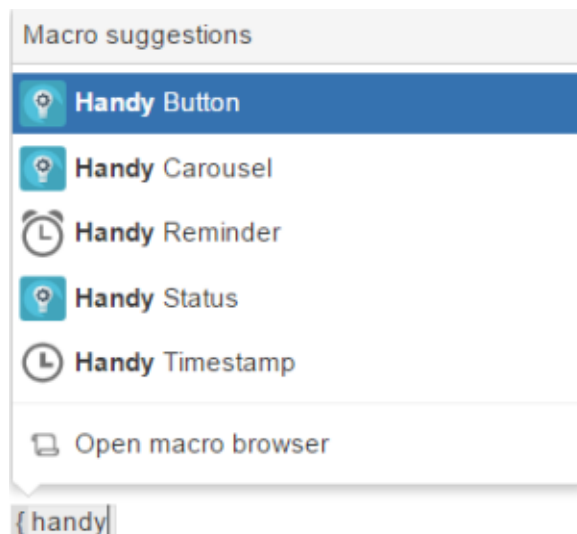 Macro suggestions
Handy Button
Handy Carousel
Handy Reminder
Handy Status
Handy Timestamp
Open macro browser
{ handy